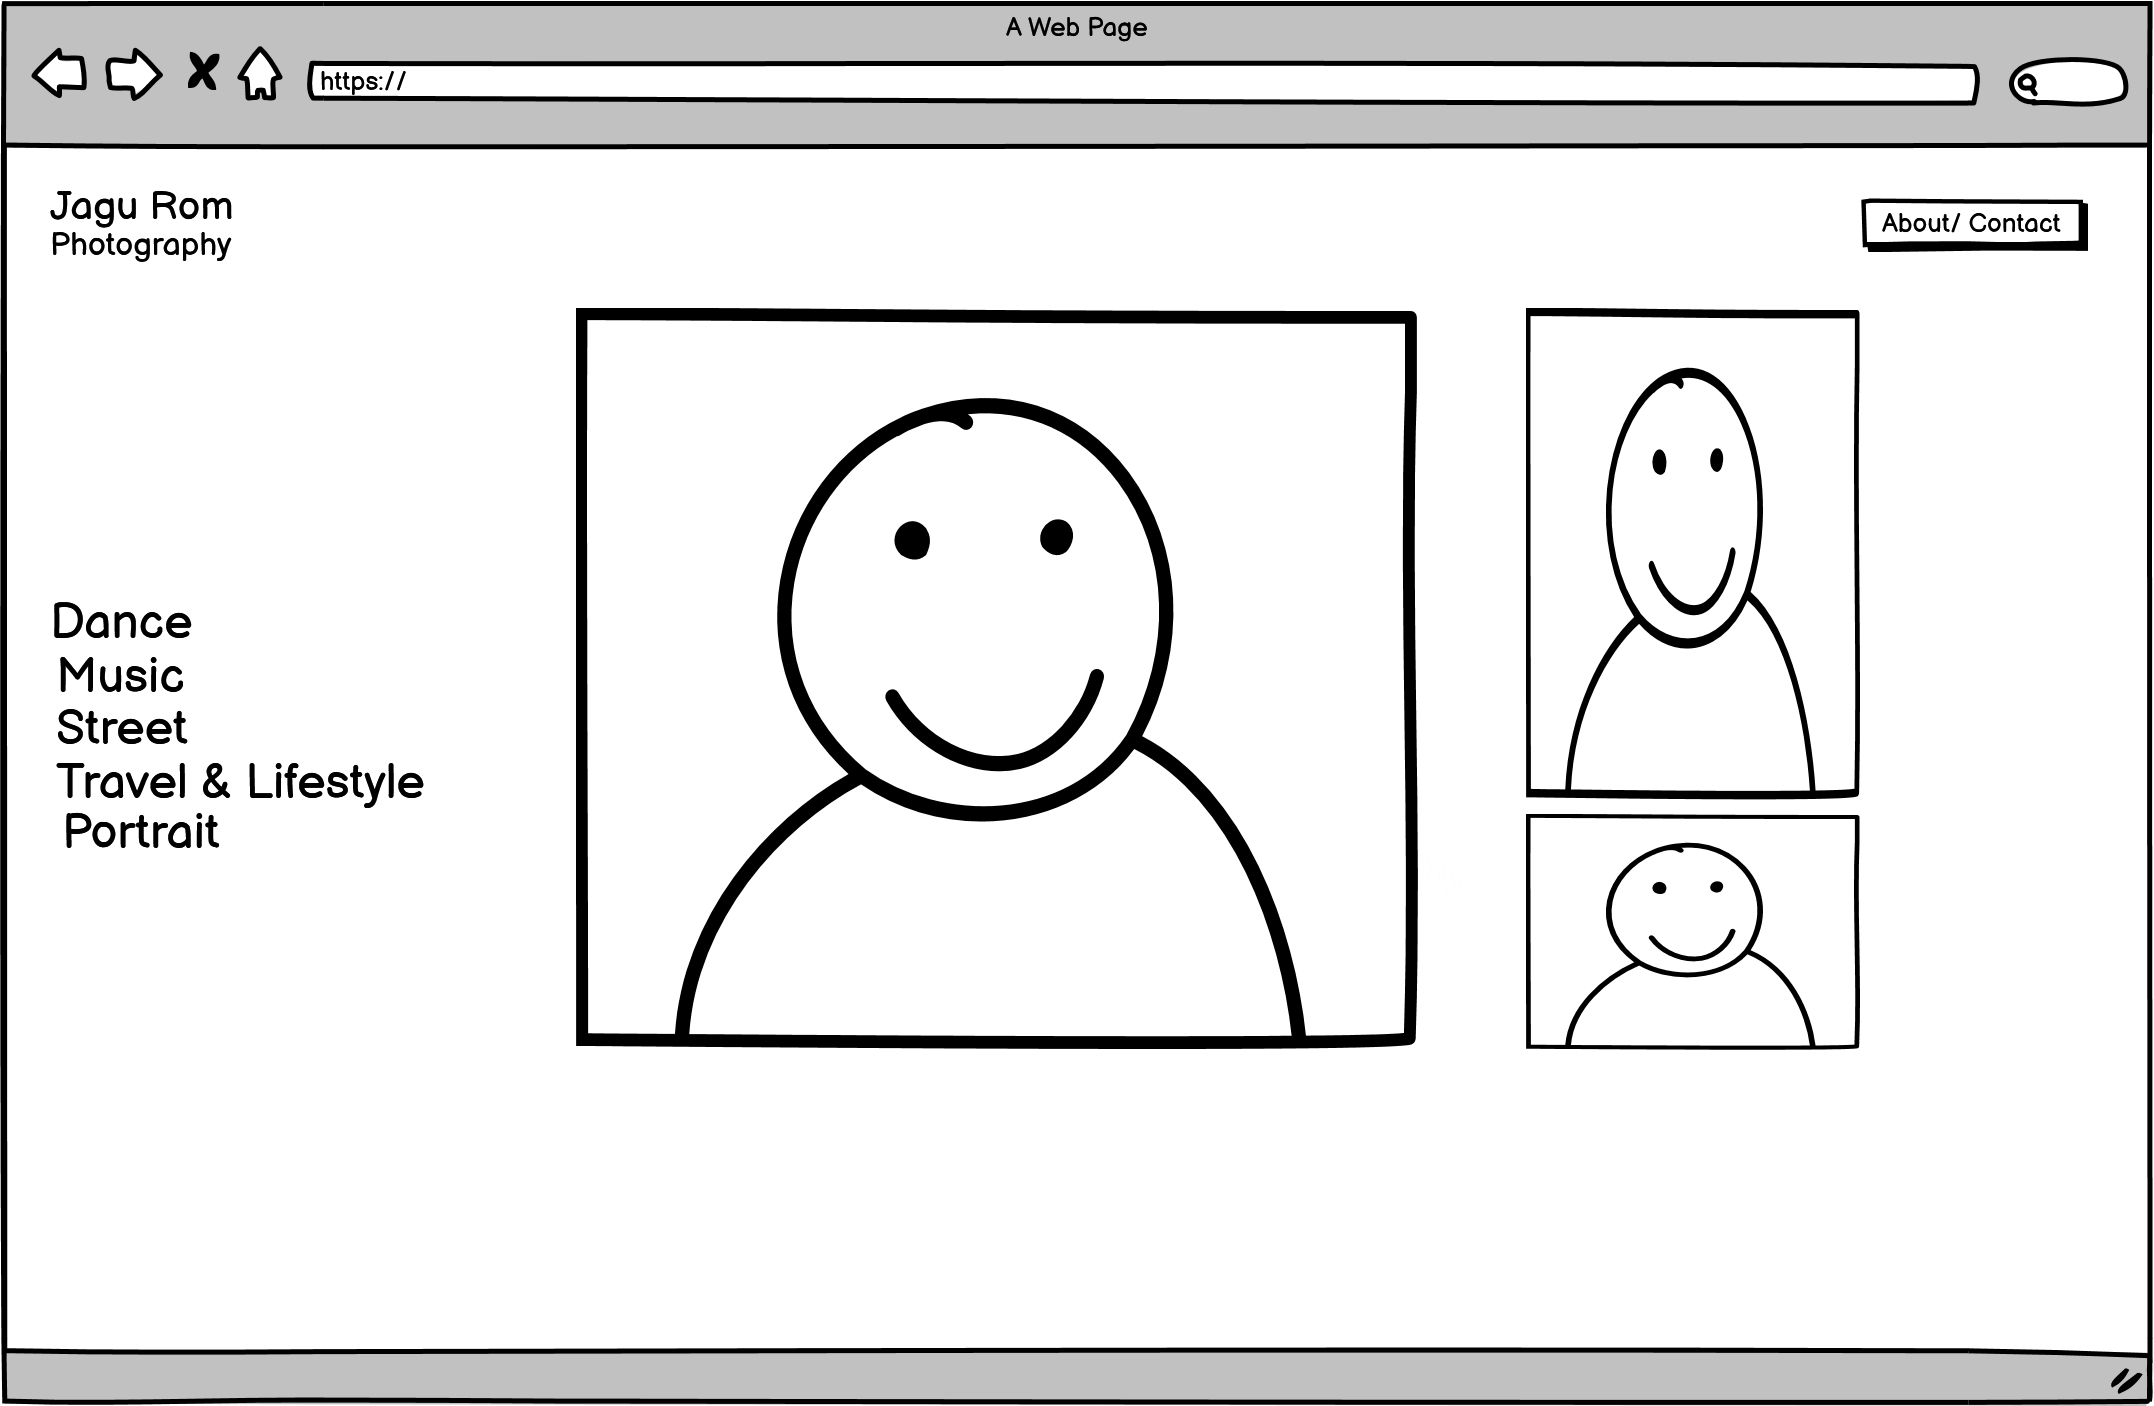 A Web Page
https://
Jagu Rom
Photography
About/ Contact
Dance
Music
Street
Travel & Lifestyle
Portrait